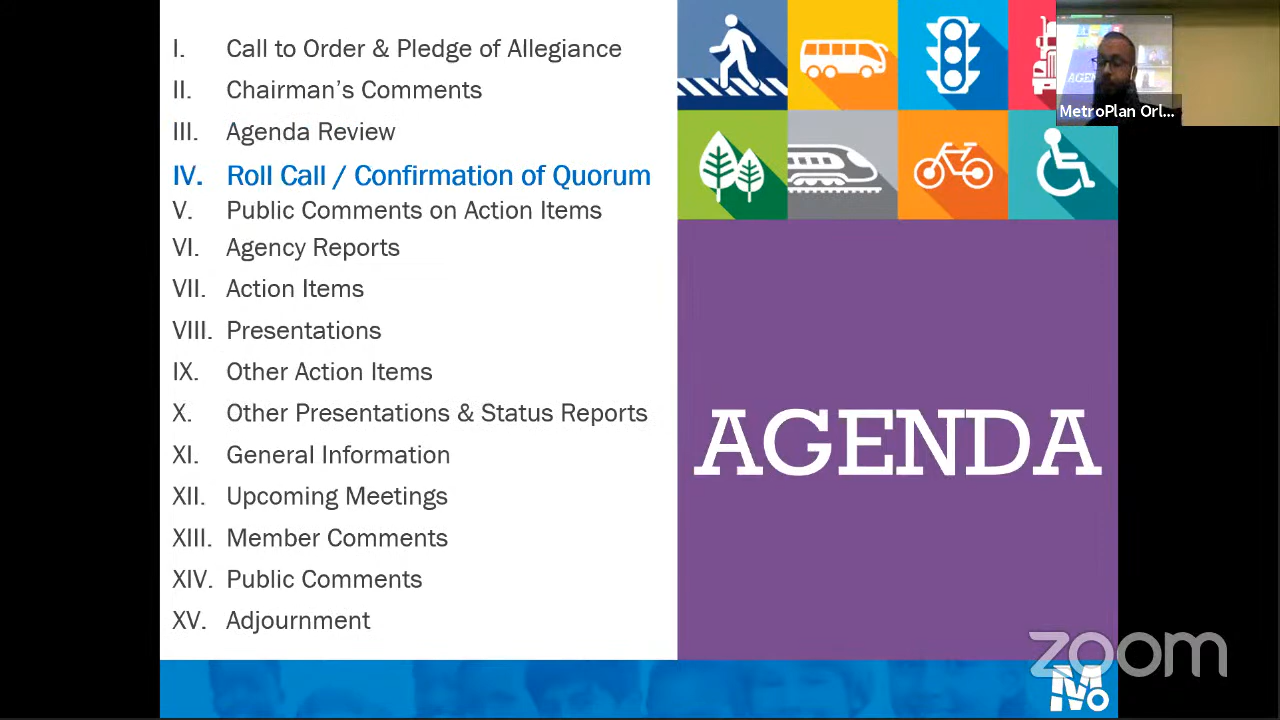 I. Call to Order & Pledge of Allegiance
II. Chairman's Comments
III. Agenda Review
IV. Roll Call / Confirmation of Quorum
V. Public Comments on Action Items
VI. Agency Reports
VII. Action Items
VIII. Presentations
IX. Other Action Items
X. Other Presentations & Status Reports
XI. General Information
XII. Upcoming Meetings
XIII. Member Comments
XIV. Public Comments
XV. Adjournment
MetroPlan Orl...
AGENDA
zoom
Mo